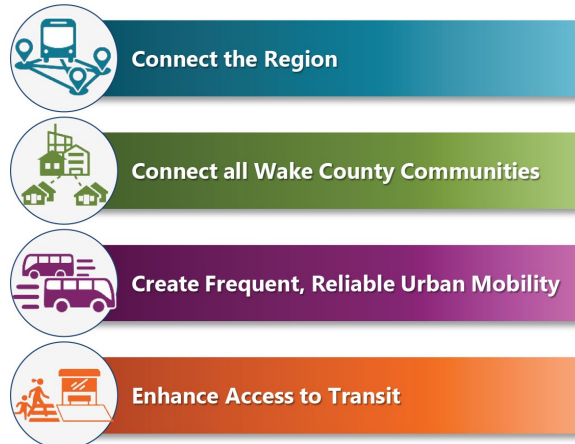 Connect the Region
Connect all Wake County Communities
Create Frequent, Reliable Urban Mobility
Enhance Access to Transit